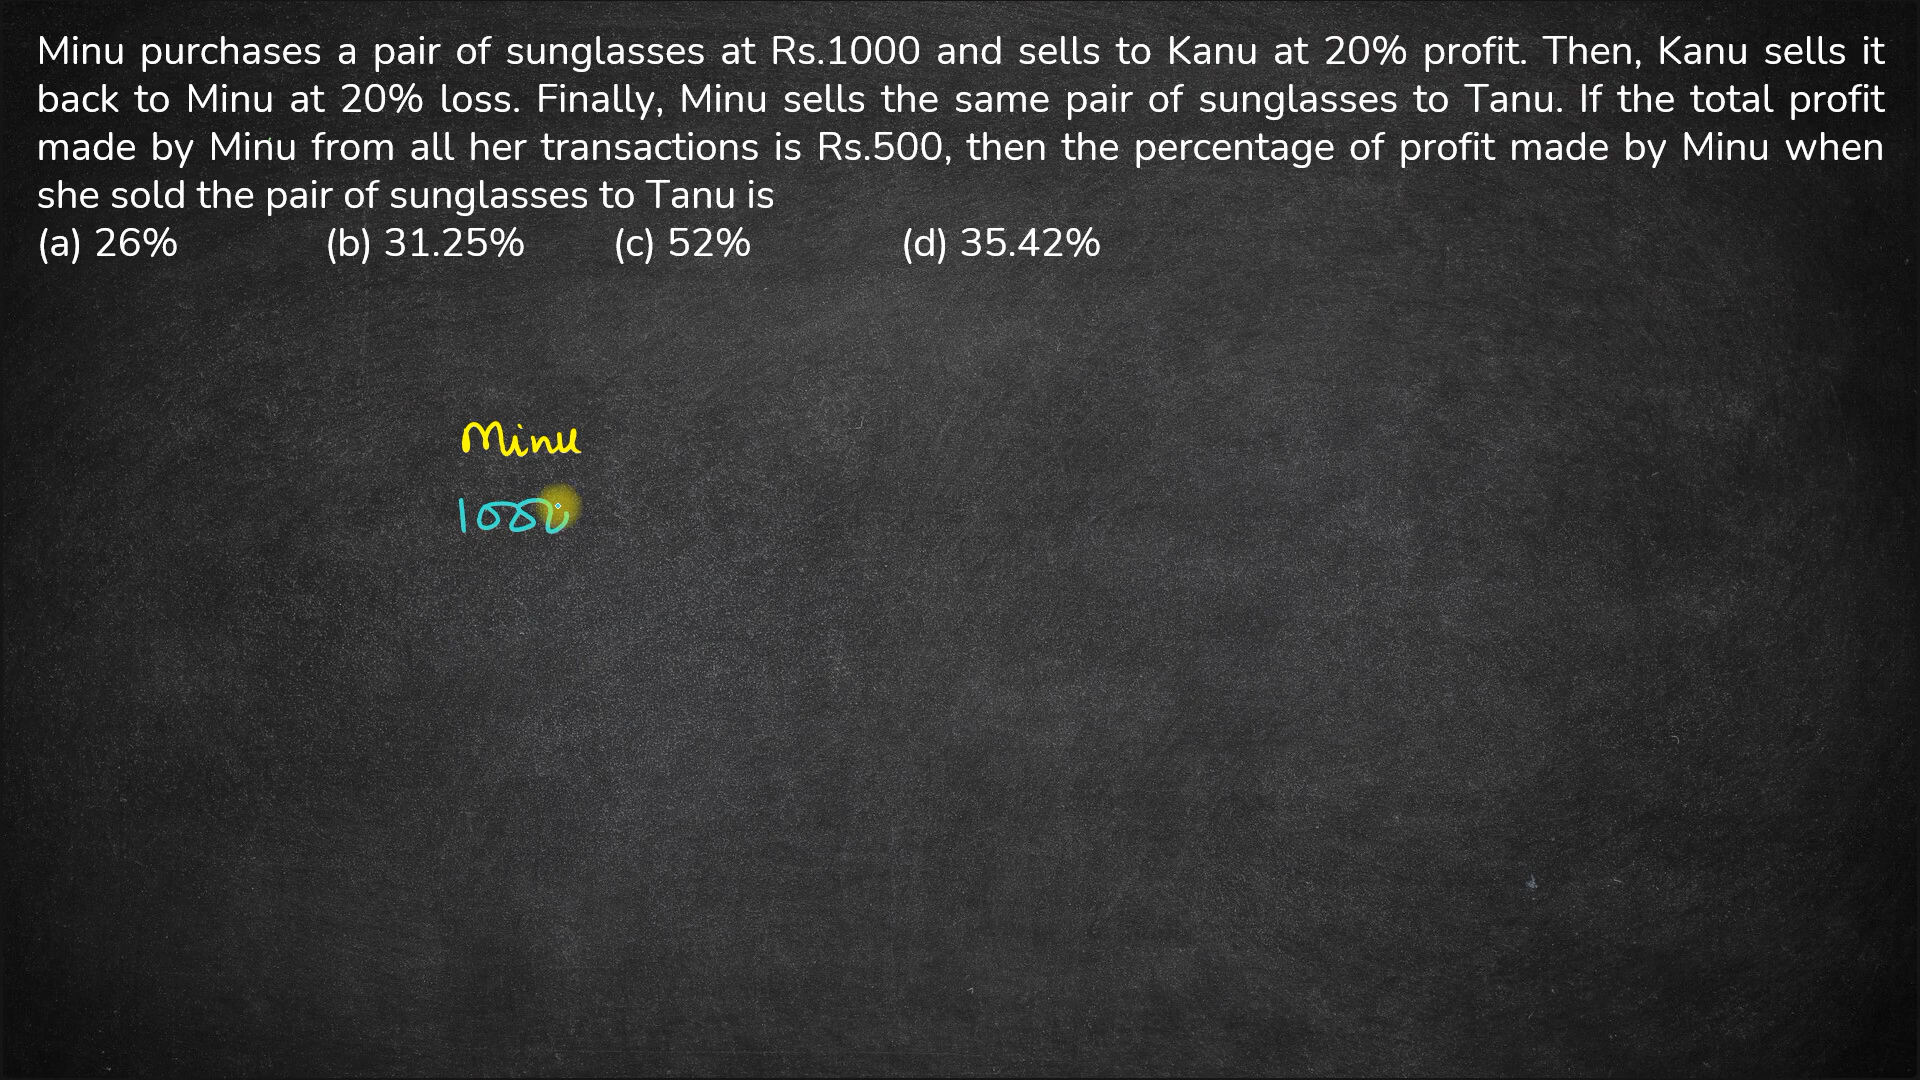 Minu purchases a pair of sunglasses at Rs.1000 and sells to Kanu at 20% profit. Then, Kanu sells it
back to Minu at 20% loss. Finally, Minu sells the same pair of sunglasses to Tanu. If the total profit
made by Minu from all her transactions is Rs.500, then the percentage of profit made by Minu when
she sold the pair of sunglasses to Tanu is
(a) 26% (b) 31.25% (c) 52% (d) 35.42%
Minu
1000